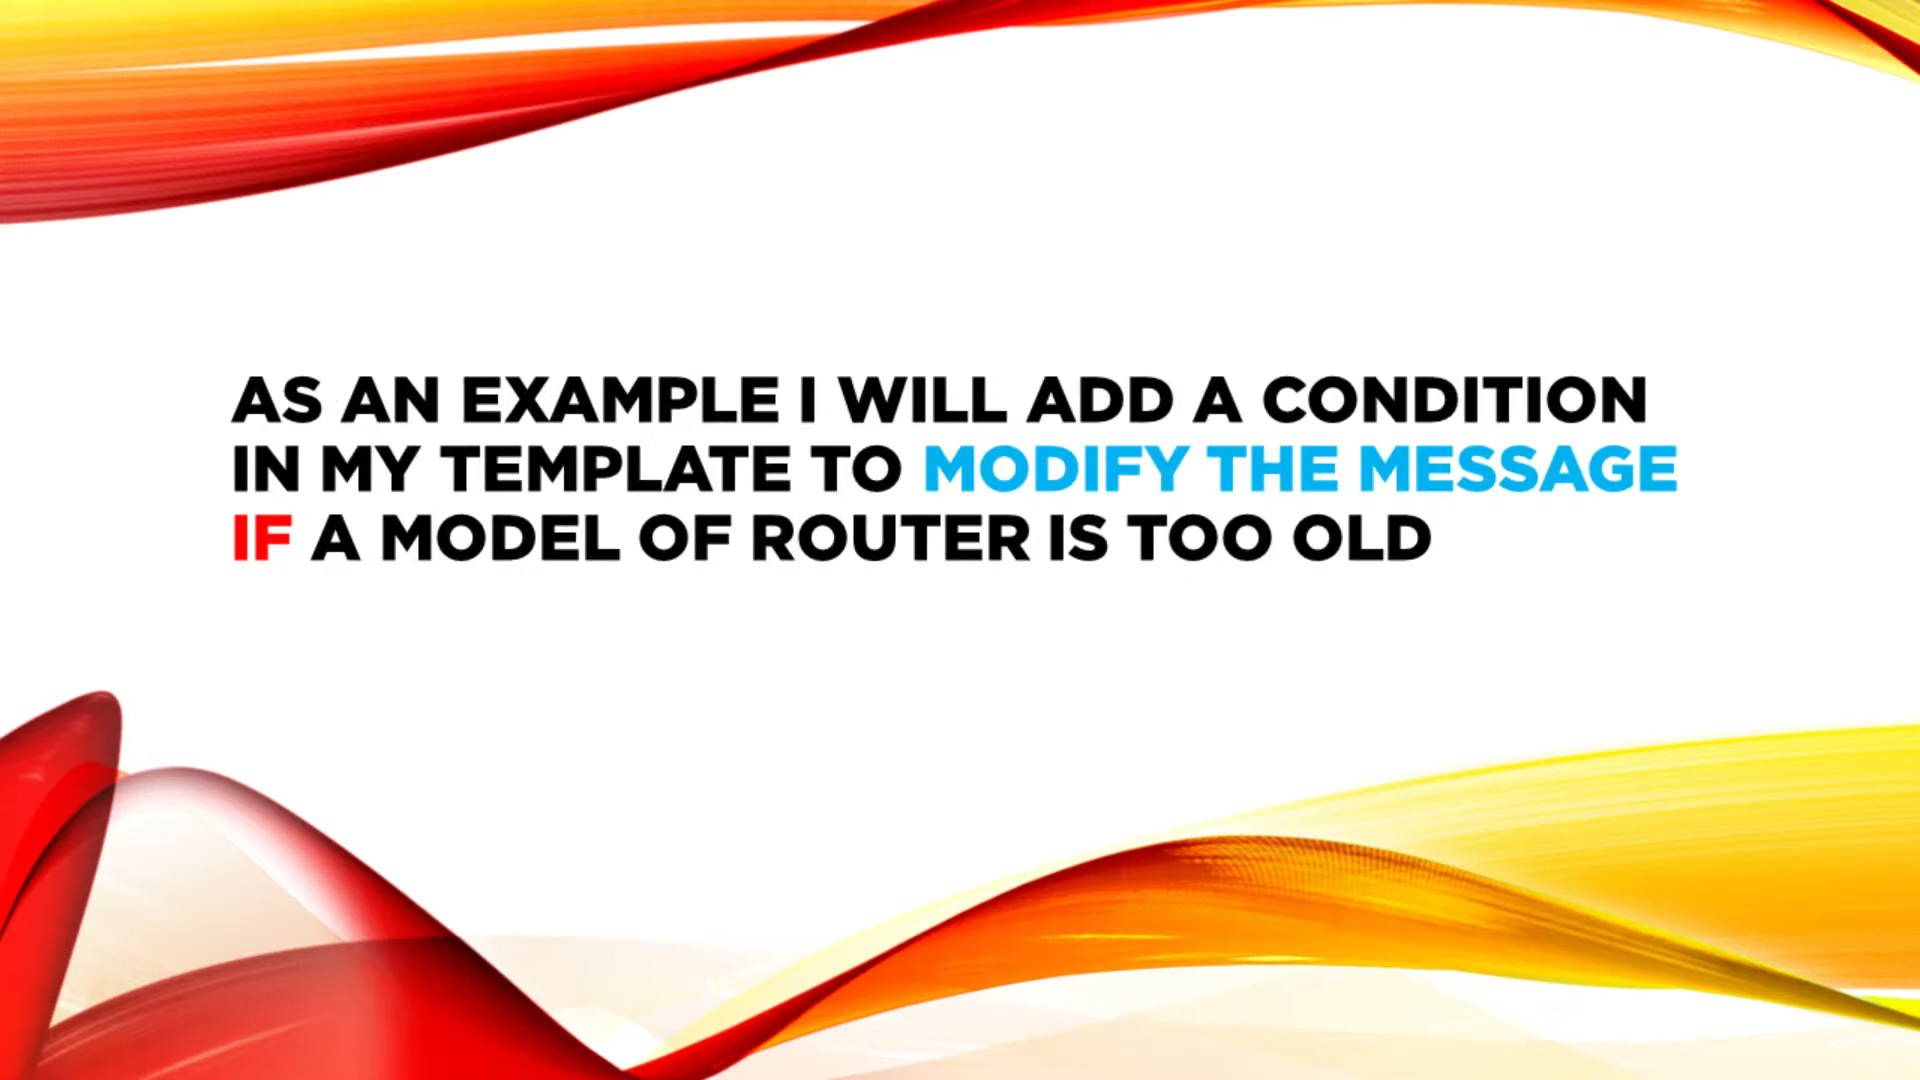 AS AN EXAMPLE I WILL ADD A CONDITION
IN MY TEMPLATE TO MODIFY THE MESSAGE
IF A MODEL OF ROUTER IS TOO OLD